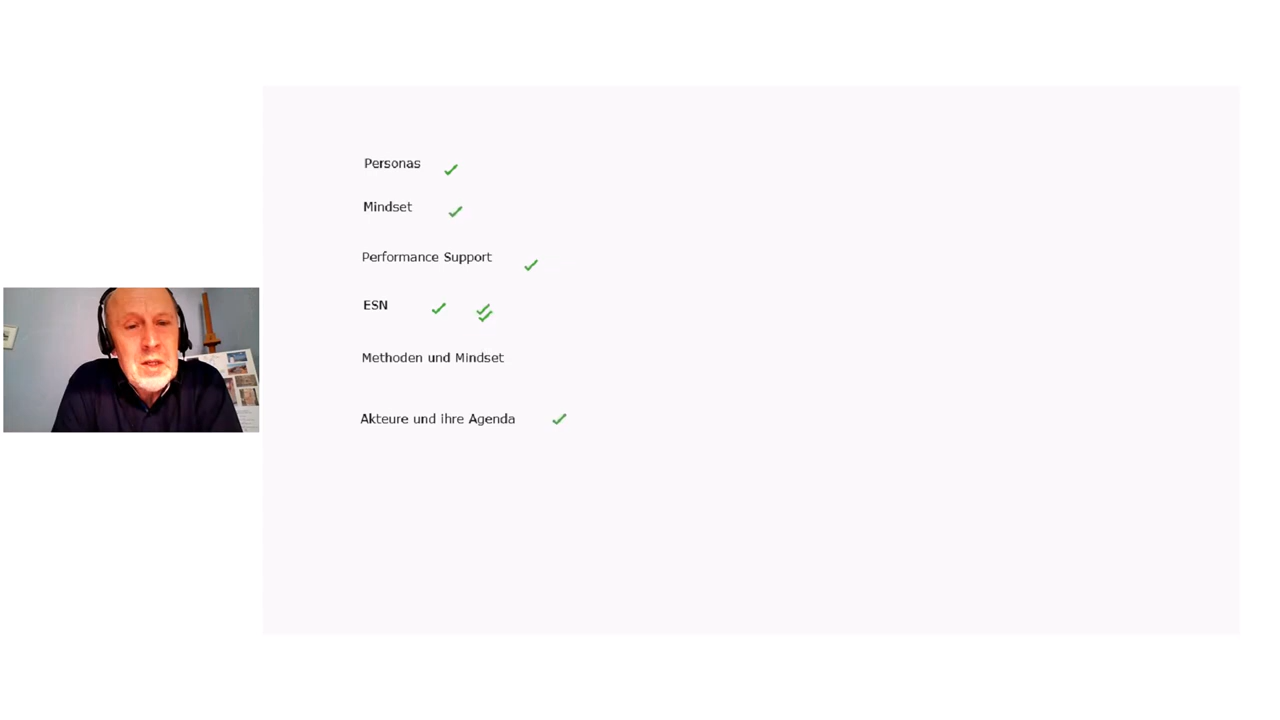 Personas
Mindset
Performance Support
ESN
Methoden und Mindset
Akteure und ihre Agenda